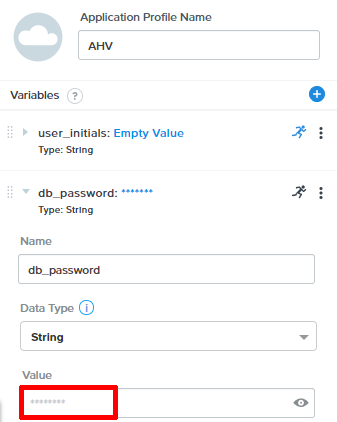 Application Profile Name
AHV
Variables ?
user_initials: Empty Value
Type: String
db_password: *******
Type: String
Name
db_password
Data Type i
String
Value
********